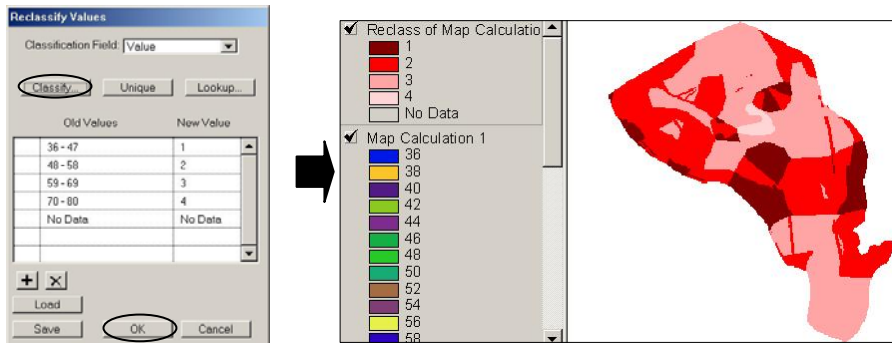 Reclassify Values
Classification Field: Value
Classify... Unique Lookup...
Old Values New Value
36 - 47 1
48 - 58 2
59 - 69 3
70 - 80 4
No Data No Data
Load
Save OK Cancel
Reclass of Map Calculatio
1
2
3
4
No Data
Map Calculation 1
36
38
40
42
44
46
48
50
52
54
56
58